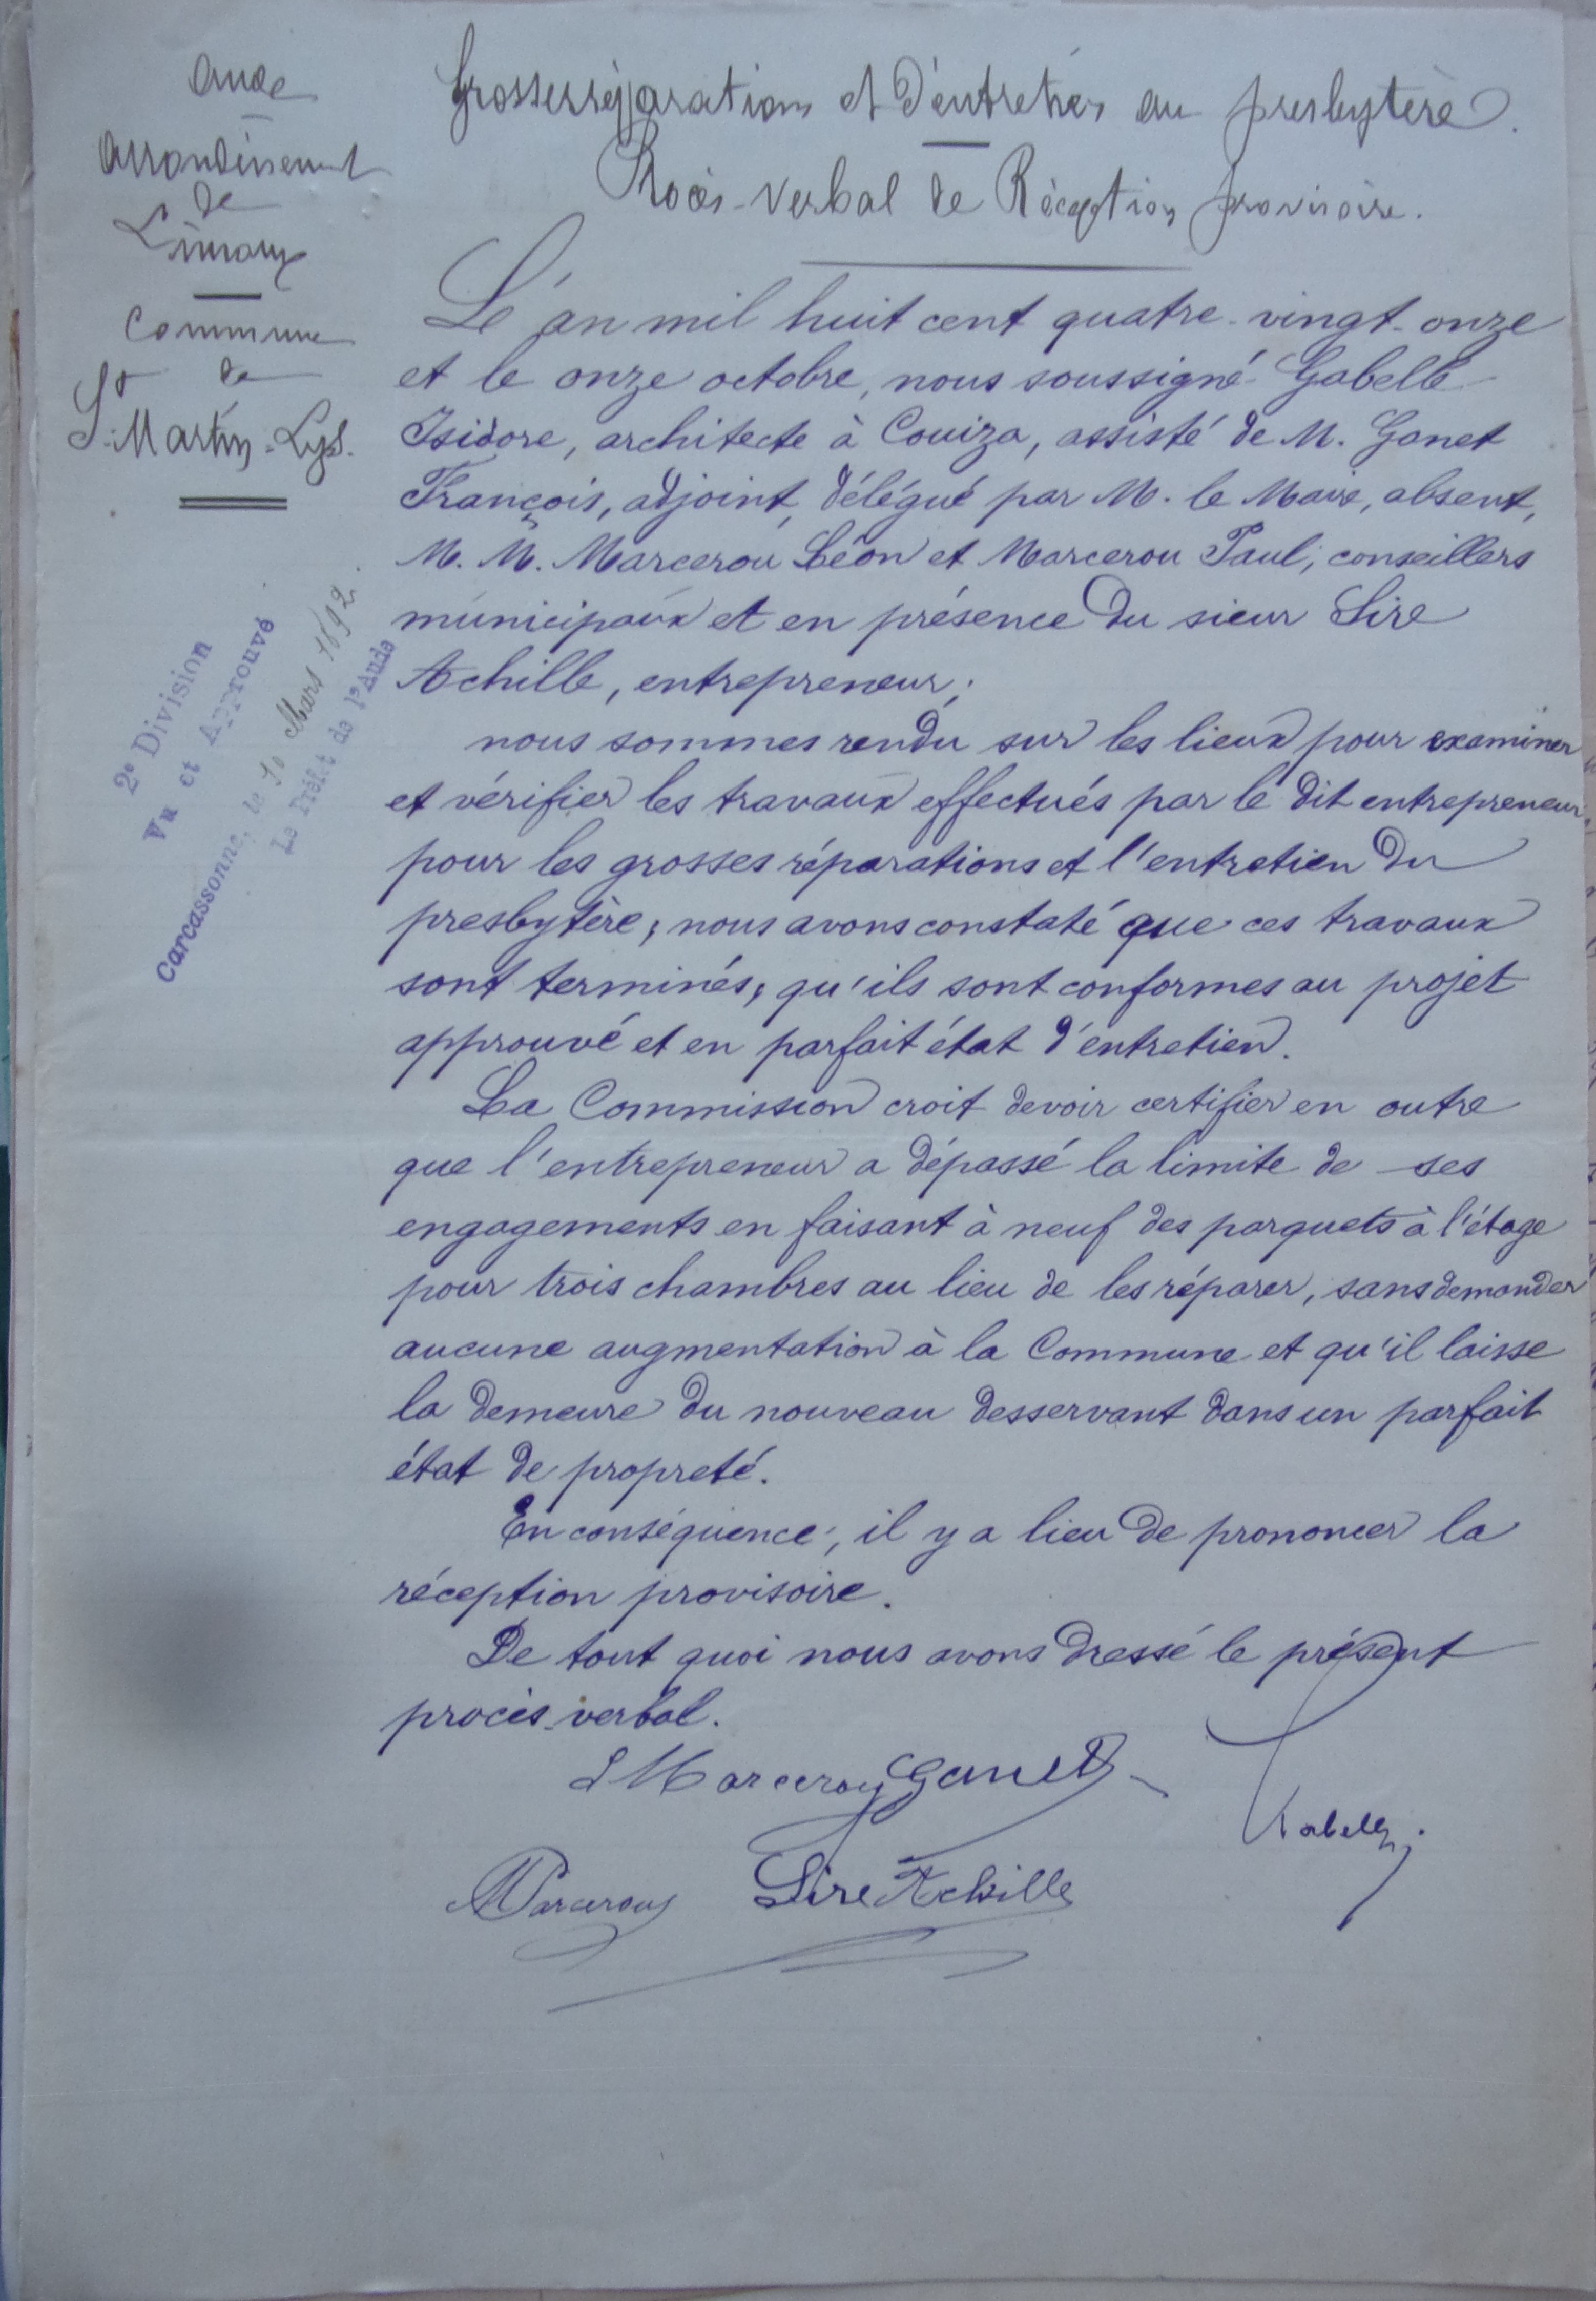 Aude
Arrondissement
de
Limoux
Commune
de
St Martin-Lys.
2e Division
Vu et Approuvé
Carcassonne, le 10 Mars 1892.
Le Préfet de l'Aude
Grosses réparations et d'entretien au presbytère.
Procès-verbal de Réception provisoire.
L'an mil huit cent quatre-vingt-onze
et le onze octobre, nous soussigné Gabelle
Isidore, architecte à Couiza, assisté de M. Ganet
François, adjoint, délégué par M. le Maire, absent,
M. M. Marcerou Léon et Marcerou Paul, conseillers
municipaux et en présence du sieur Sire
Achille, entrepreneur;
nous sommes rendu sur les lieux pour examiner
et vérifier les travaux effectués par le dit entrepreneur,
pour les grosses réparations et l'entretien du
presbytère; nous avons constaté que ces travaux
sont terminés, qu'ils sont conformes au projet
approuvé et en parfait état d'entretien.
La Commission croit devoir certifier en outre
que l'entrepreneur a dépassé la limite de ses
engagements en faisant à neuf des parquets à l'étage
pour trois chambres au lieu de les réparer, sans demander
aucune augmentation à la Commune et qu'il laisse
la demeure du nouveau desservant dans un parfait
état de propreté.
En conséquence, il y a lieu de prononcer la
réception provisoire.
De tout quoi nous avons dressé le présent
procès-verbal.
L Marcerou Ganet
Gabelle
Marcerou Sire Achille